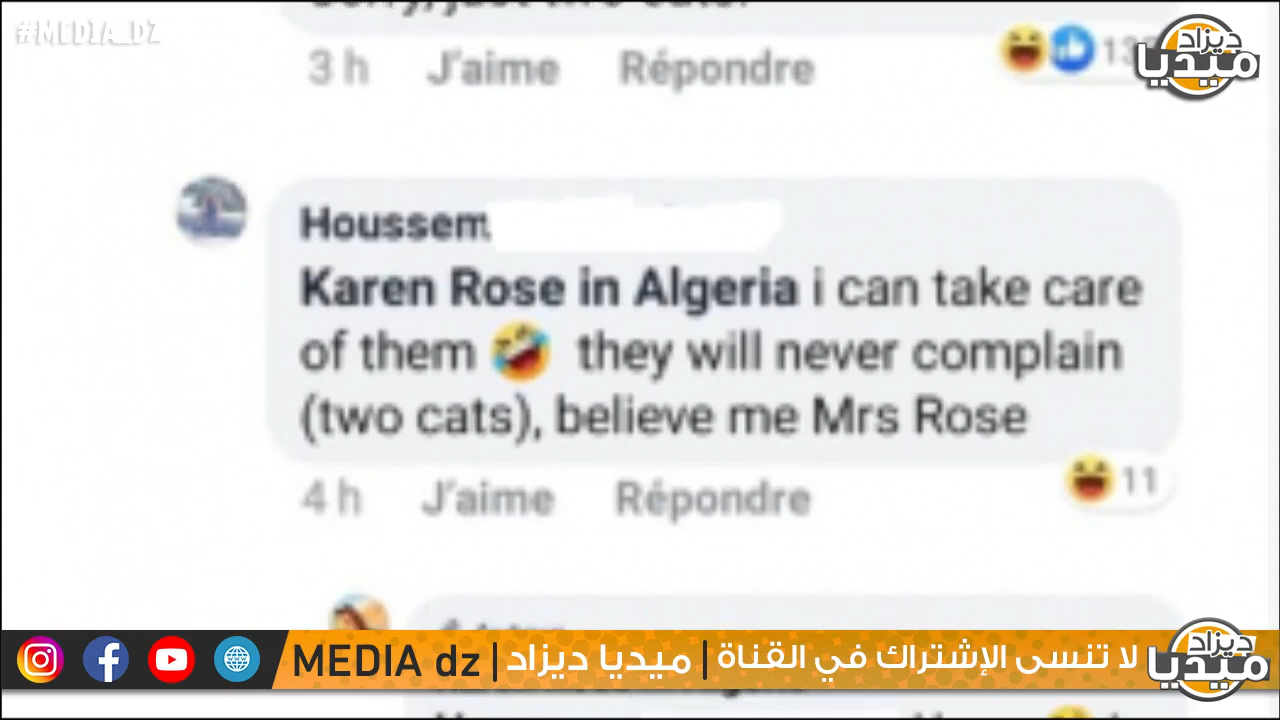 #MEDIA_DZ
3 h J'aime Répondre
ديزاد
ميديا
Houssem
Karen Rose in Algeria i can take care
of them 🤣 they will never complain
(two cats), believe me Mrs Rose
4 h J'aime Répondre 11
MEDIA dz | ميديا ديزاد | لا تنسى الإشتراك في القناة
ديزاد
ميديا